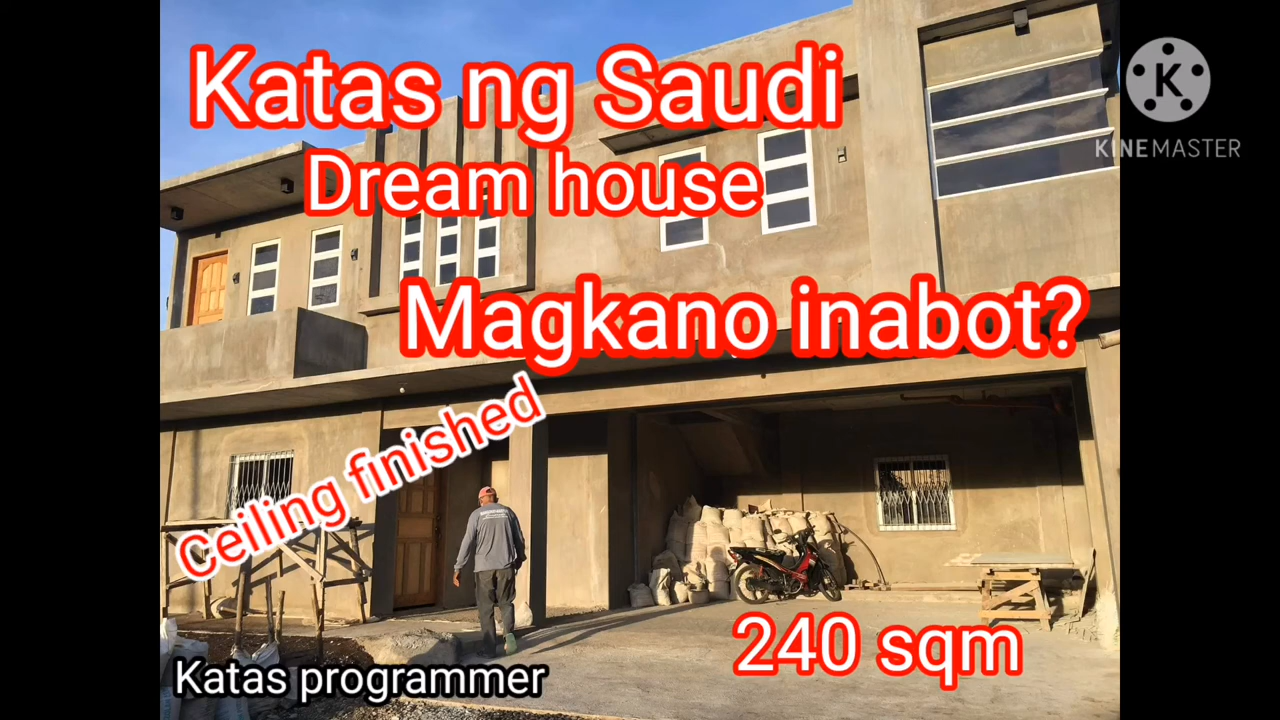 Katas ng Saudi
Dream house
Magkano inabot?
Ceiling finished
240 sqm
Katas programmer
K
KINEMASTER